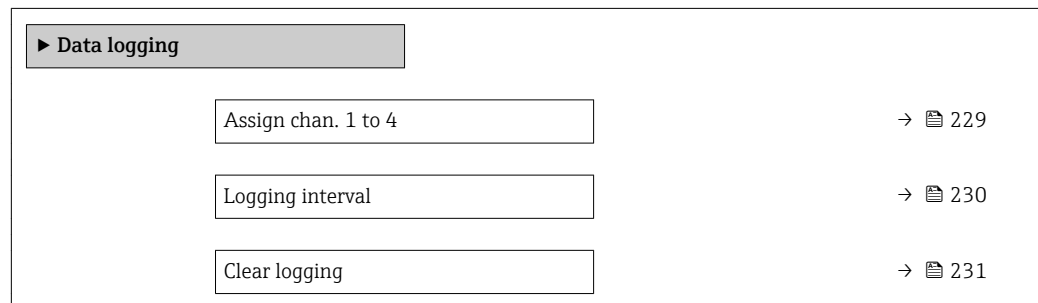 ▶ Data logging
Assign chan. 1 to 4 → 229
Logging interval → 230
Clear logging → 231